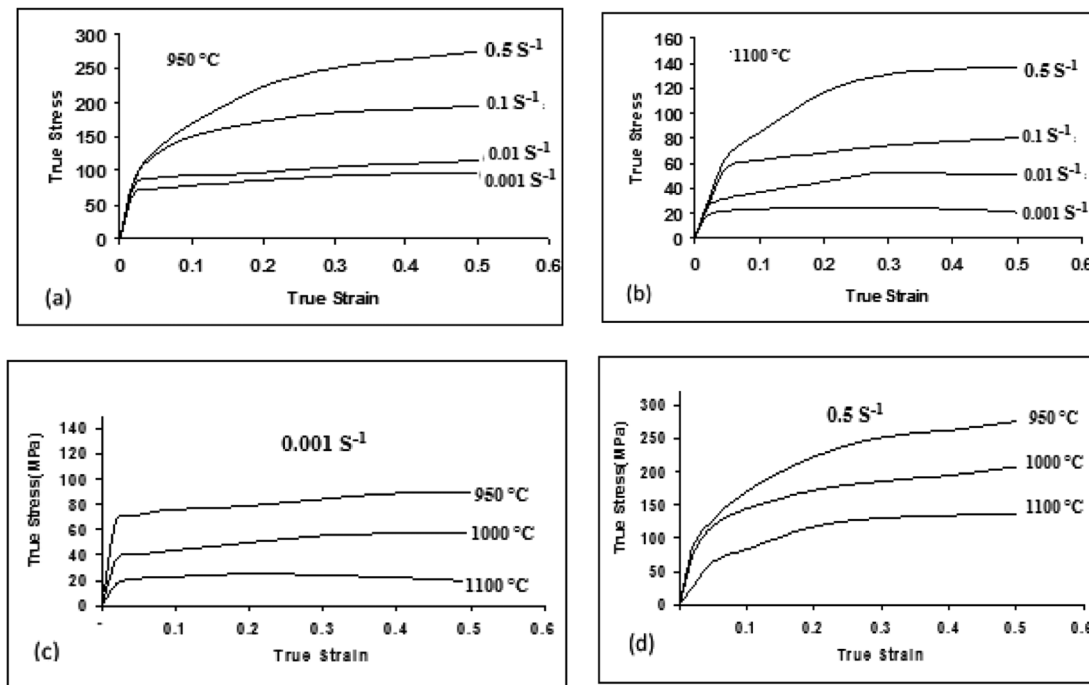 300
250
200
150
100
50
0
True Stress
950 °C
0.5 S⁻¹
0.1 S⁻¹
0.01 S⁻¹
0.001 S⁻¹
0 0.1 0.2 0.3 0.4 0.5 0.6
True Strain
(a)
160
140
120
100
80
60
40
20
0
True Stress
1100 °C
0.5 S⁻¹
0.1 S⁻¹
0.01 S⁻¹
0.001 S⁻¹
0 0.1 0.2 0.3 0.4 0.5 0.6
True Strain
(b)
140
120
100
80
60
40
20
0
True Stress(MPa)
0.001 S⁻¹
950 °C
1000 °C
1100 °C
0.1 0.2 0.3 0.4 0.5 0.6
True Strain
(c)
300
250
200
150
100
50
0
True Stress(MPa)
0.5 S⁻¹
950 °C
1000 °C
1100 °C
0.1 0.2 0.3 0.4 0.5 0.6
True Strain
(d)